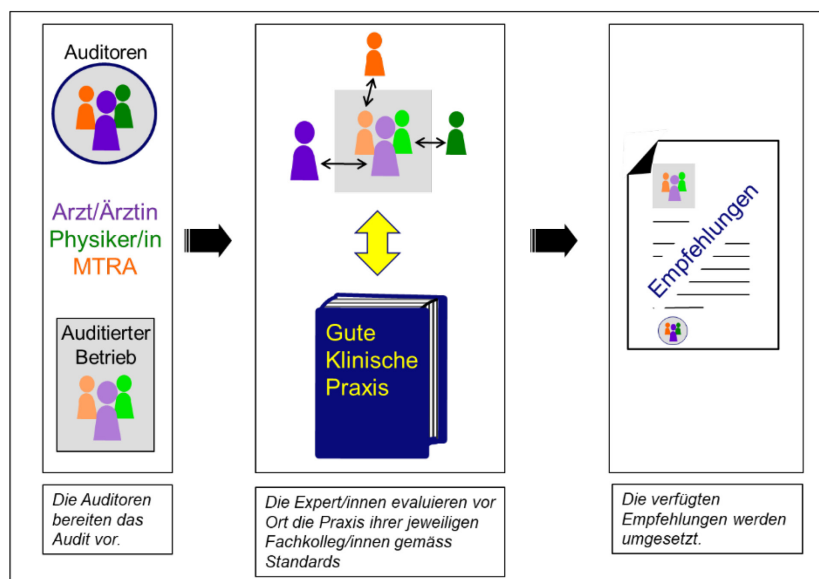 Auditoren
Arzt/Ärztin
Physiker/in
MTRA
Auditierter
Betrieb
Die Auditoren
bereiten das
Audit vor.
Gute
Klinische
Praxis
Die Expert/innen evaluieren vor
Ort die Praxis ihrer jeweiligen
Fachkolleg/innen gemäss
Standards
Empfehlungen
Die verfügten
Empfehlungen werden
umgesetzt.